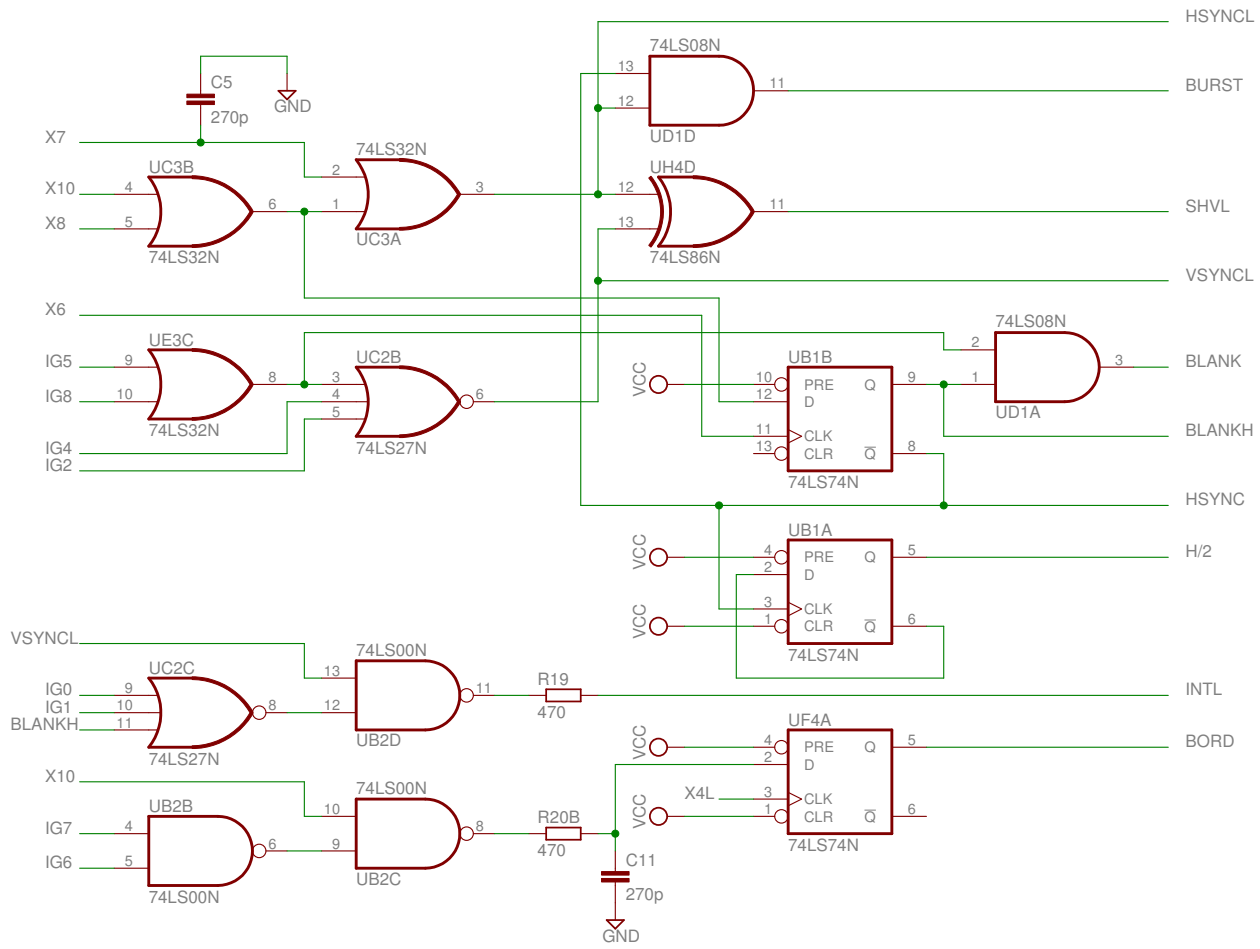 HSYNCL
74LS08N
13
12
11
BURST
UD1D
C5
270p
GND
X7
UC3B
X10
4
X8
5
6
74LS32N
74LS32N
2
1
3
UC3A
UH4D
12
13
11
SHVL
74LS86N
VSYNCL
X6
UE3C
IG5
9
IG8
10
8
74LS32N
IG4
IG2
UC2B
3
4
5
6
74LS27N
VCC
UB1B
10
PRE
Q
9
12
D
11
CLK
13
CLR
Q
8
74LS74N
74LS08N
2
1
3
BLANK
UD1A
BLANKH
HSYNC
VCC
UB1A
4
PRE
Q
5
H/2
2
D
3
CLK
VCC
1
CLR
Q
6
74LS74N
VSYNCL
UC2C
IG0
9
IG1
10
BLANKH
11
8
74LS27N
74LS00N
13
12
11
UB2D
R19
470
INTL
VCC
UF4A
4
PRE
Q
5
BORD
2
D
X4L
3
CLK
VCC
1
CLR
Q
6
74LS74N
X10
UB2B
IG7
4
IG6
5
6
74LS00N
74LS00N
10
9
8
UB2C
R20B
470
C11
270p
GND